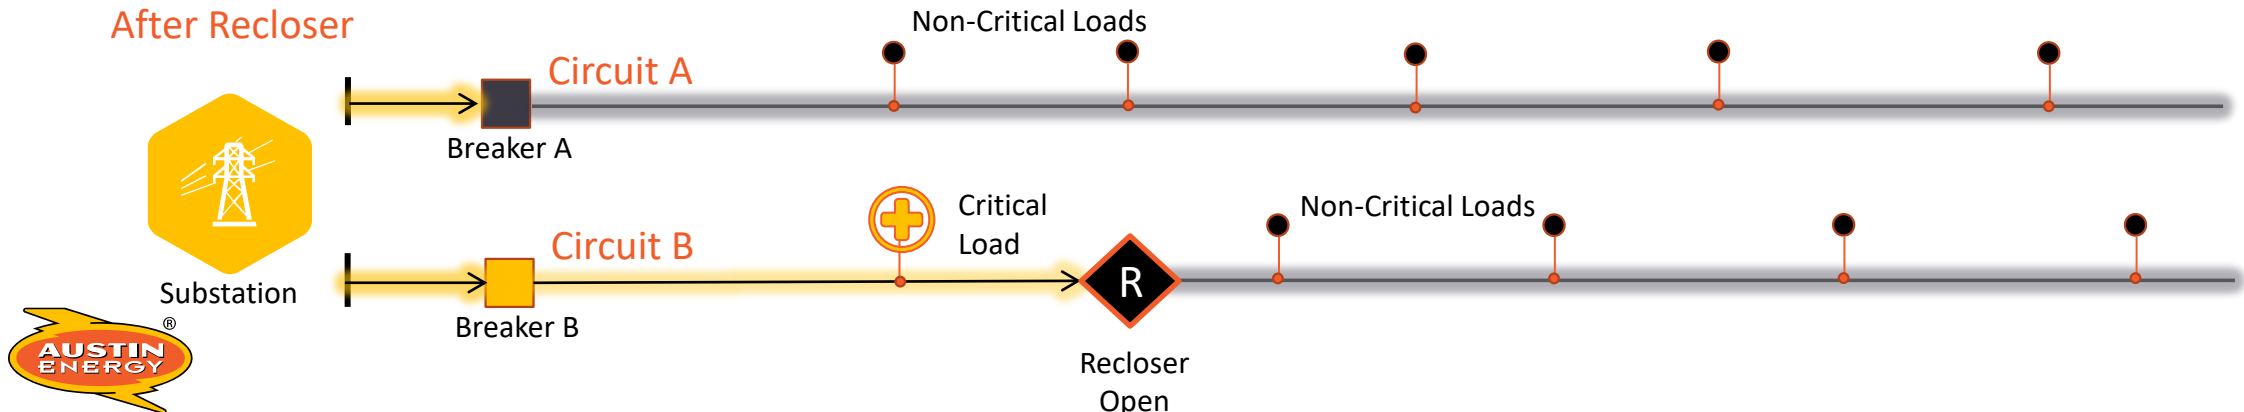 After Recloser
Non-Critical Loads
Circuit A
Breaker A
Critical
Load
Non-Critical Loads
Circuit B
R
Substation
Breaker B
Recloser
Open
®
AUSTIN
ENERGY